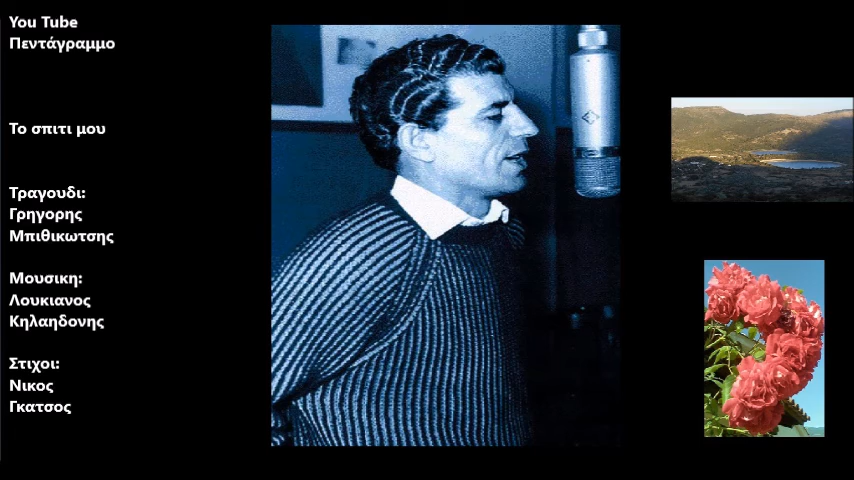 You Tube
Πεντάγραμμο
Το σπιτι μου
Τραγουδι:
Γρηγορης
Μπιθικωτσης
Μουσικη:
Λουκιανος
Κηλαηδονης
Στιχοι:
Νικος
Γκατσος